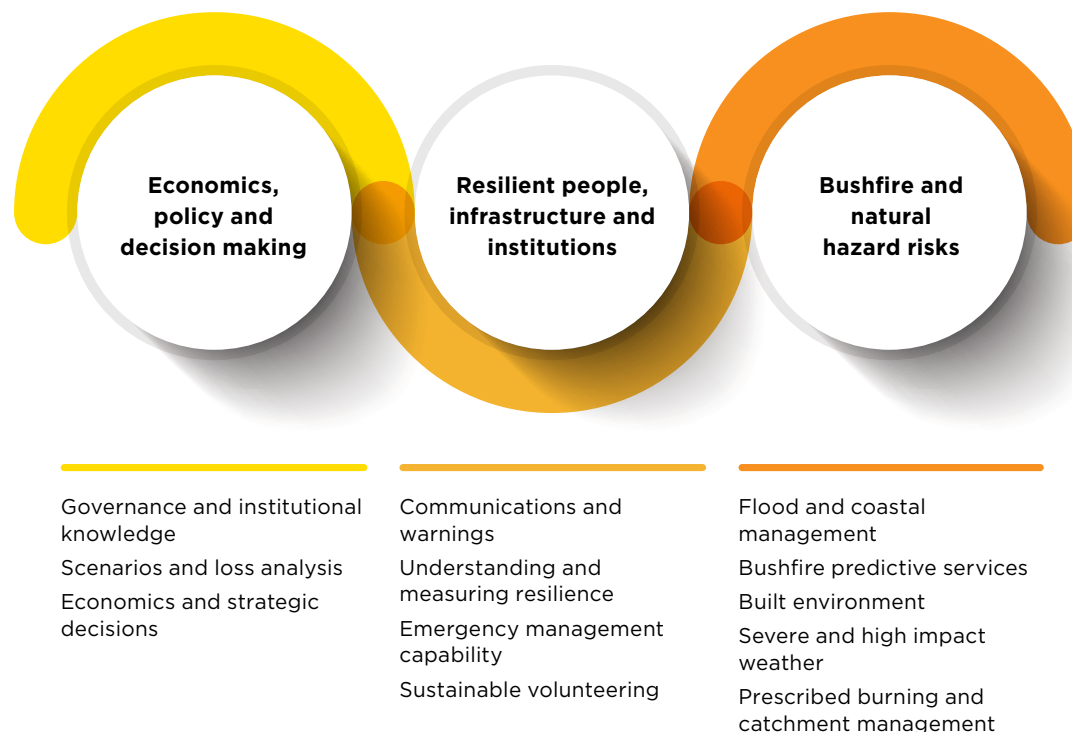 Economics,
policy and
decision making
Resilient people,
infrastructure and
institutions
Bushfire and
natural
hazard risks
Governance and institutional
knowledge
Scenarios and loss analysis
Economics and strategic
decisions
Communications and
warnings
Understanding and
measuring resilience
Emergency management
capability
Sustainable volunteering
Flood and coastal
management
Bushfire predictive services
Built environment
Severe and high impact
weather
Prescribed burning and
catchment management